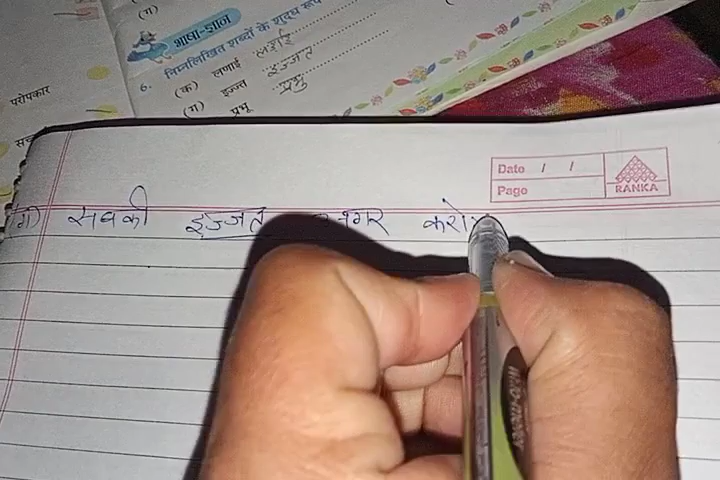 (ग)
भाषा-ज्ञान
6. निम्नलिखित शब्दों के शुद्ध रूप
(क) लणाई लड़ाई
इज्त इज्जत
(ग) प्रभू प्रभु
परोपकार
Date / /
Page
RANKA
(ग) सबकी इज्जत अगर करो